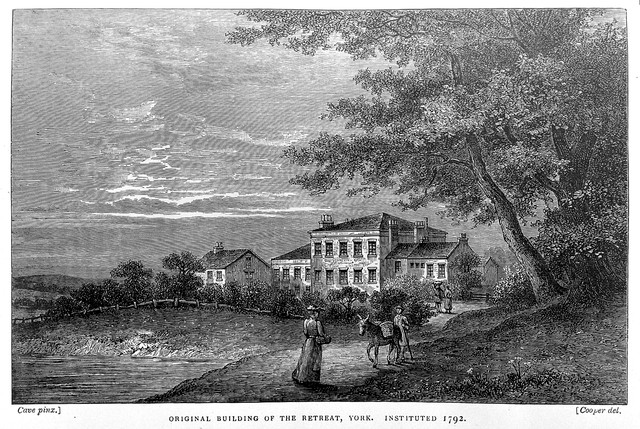 Cave pinx.]
[Cooper del.
ORIGINAL BUILDING OF THE RETREAT, YORK. INSTITUTED 1792.